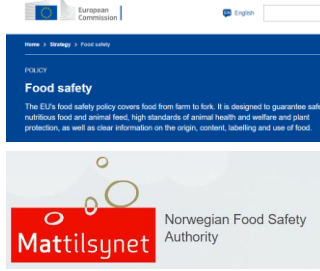 European
Commission
EN English
Home > Strategy > Food safety
POLICY
Food safety
The EU's food safety policy covers food from farm to fork. It is designed to guarantee safe
nutritious food and animal feed, high standards of animal health and welfare and plant
protection, as well as clear information on the origin, content, labelling and use of food.
Mattilsynet
Norwegian Food Safety
Authority